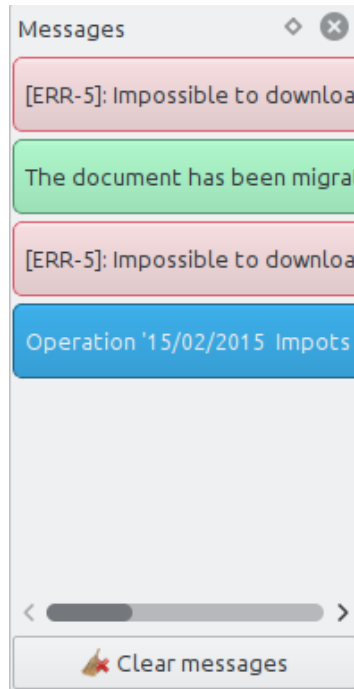 Messages
[ERR-5]: Impossible to downloa
The document has been migra
[ERR-5]: Impossible to downloa
Operation '15/02/2015 Impots
Clear messages